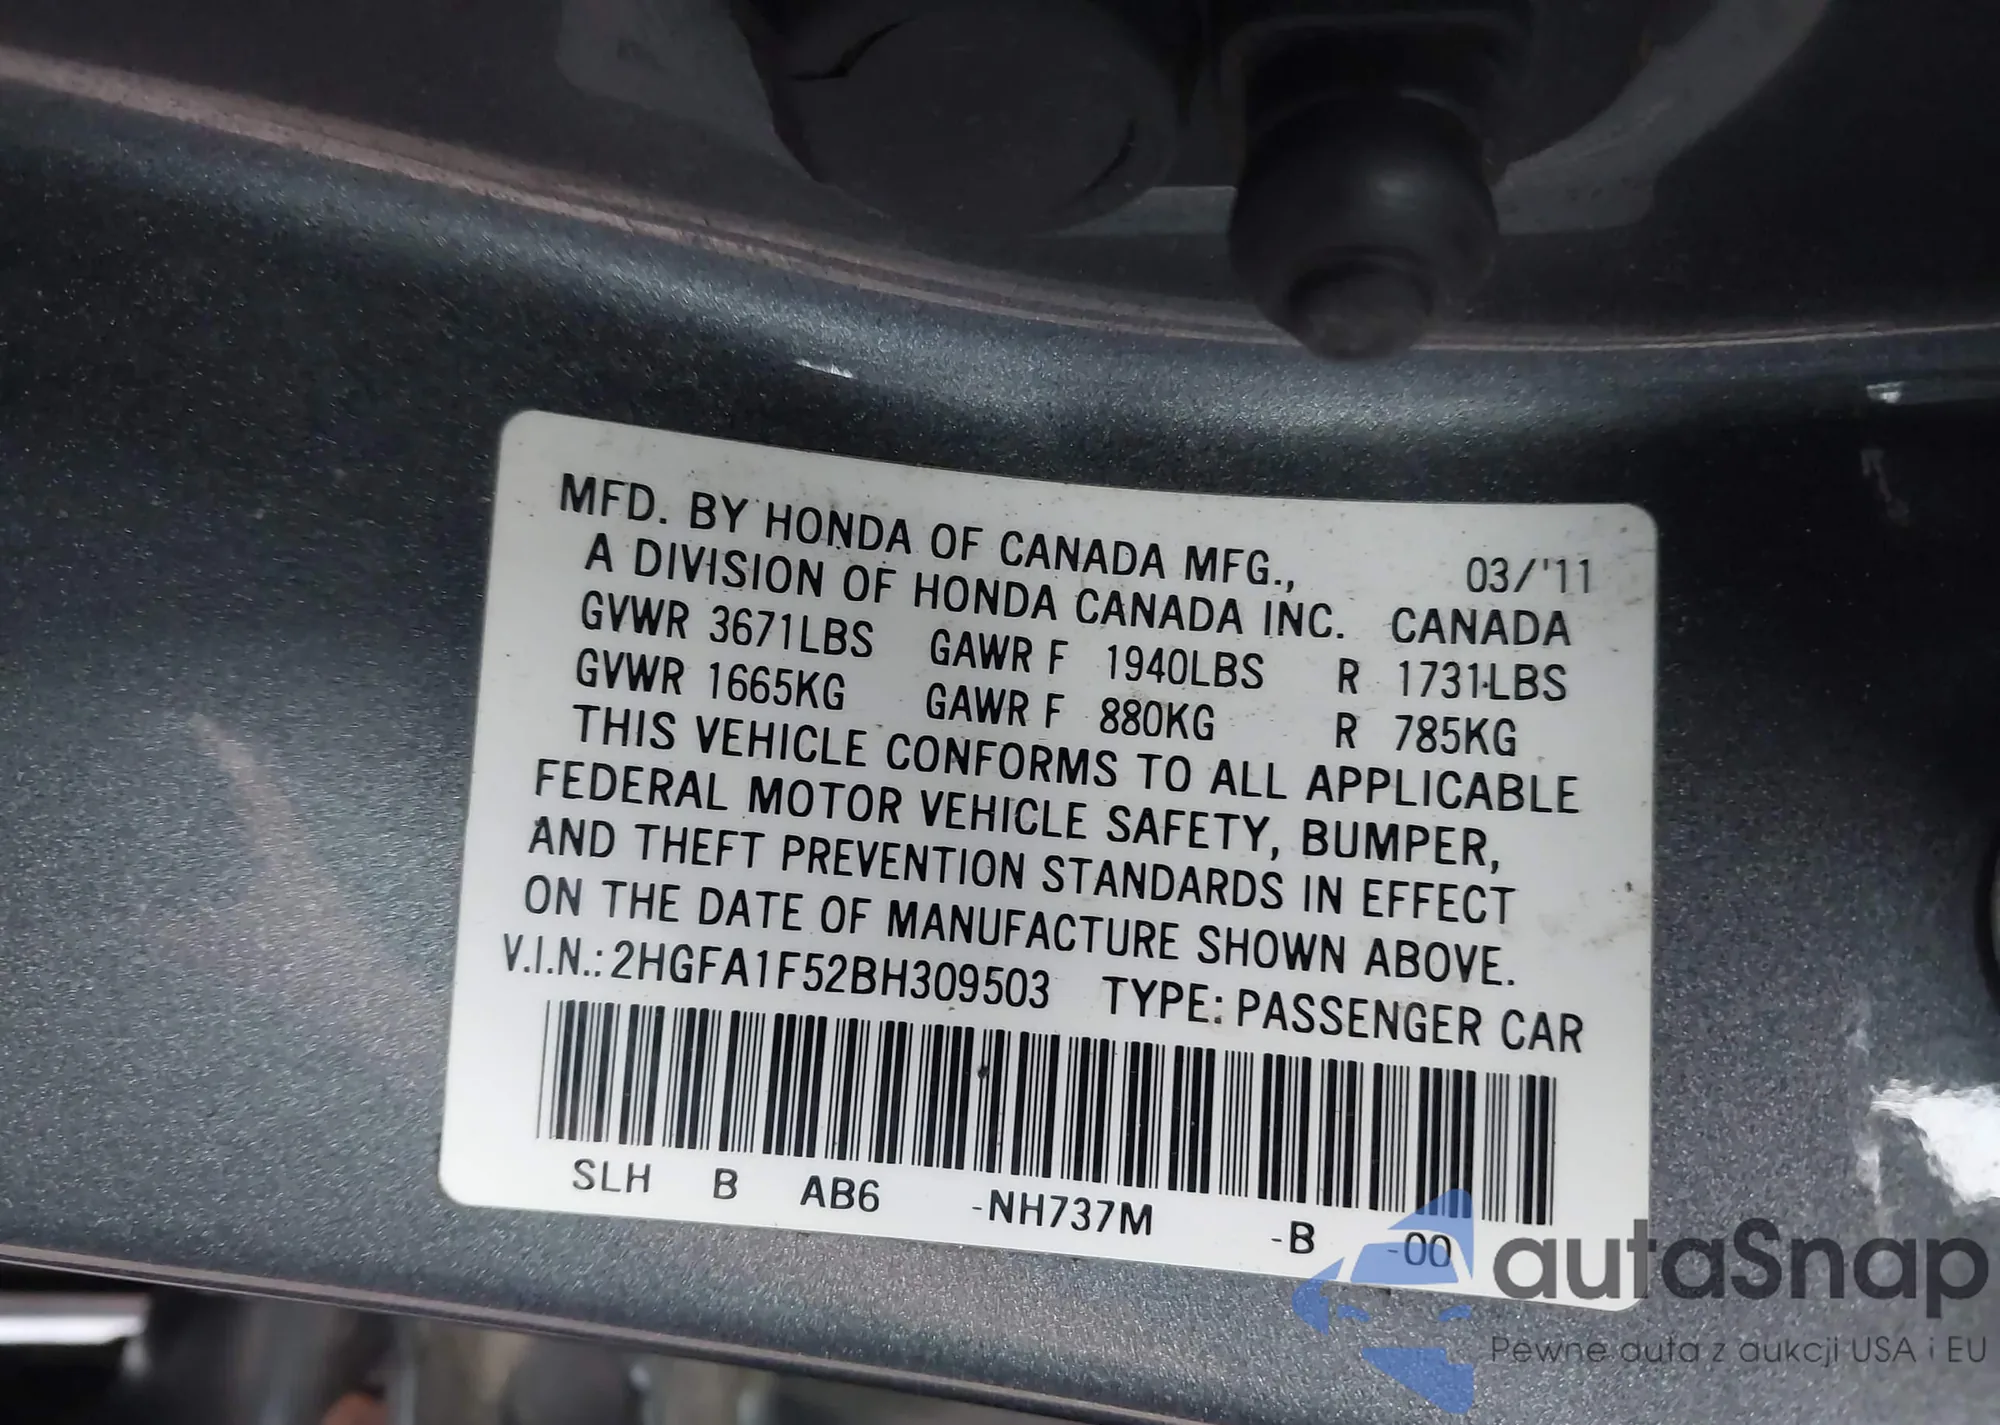 MFD. BY HONDA OF CANADA MFG., 03/'11
A DIVISION OF HONDA CANADA INC. CANADA
GVWR 3671LBS GAWR F 1940LBS R 1731LBS
GVWR 1665KG GAWR F 880KG R 785KG
THIS VEHICLE CONFORMS TO ALL APPLICABLE
FEDERAL MOTOR VEHICLE SAFETY, BUMPER,
AND THEFT PREVENTION STANDARDS IN EFFECT
ON THE DATE OF MANUFACTURE SHOWN ABOVE.
V.I.N.: 2HGFA1F52BH309503 TYPE: PASSENGER CAR
SLH B AB6 -NH737M -B -00
autaSnap
Pewne auta z aukcji USA i EU